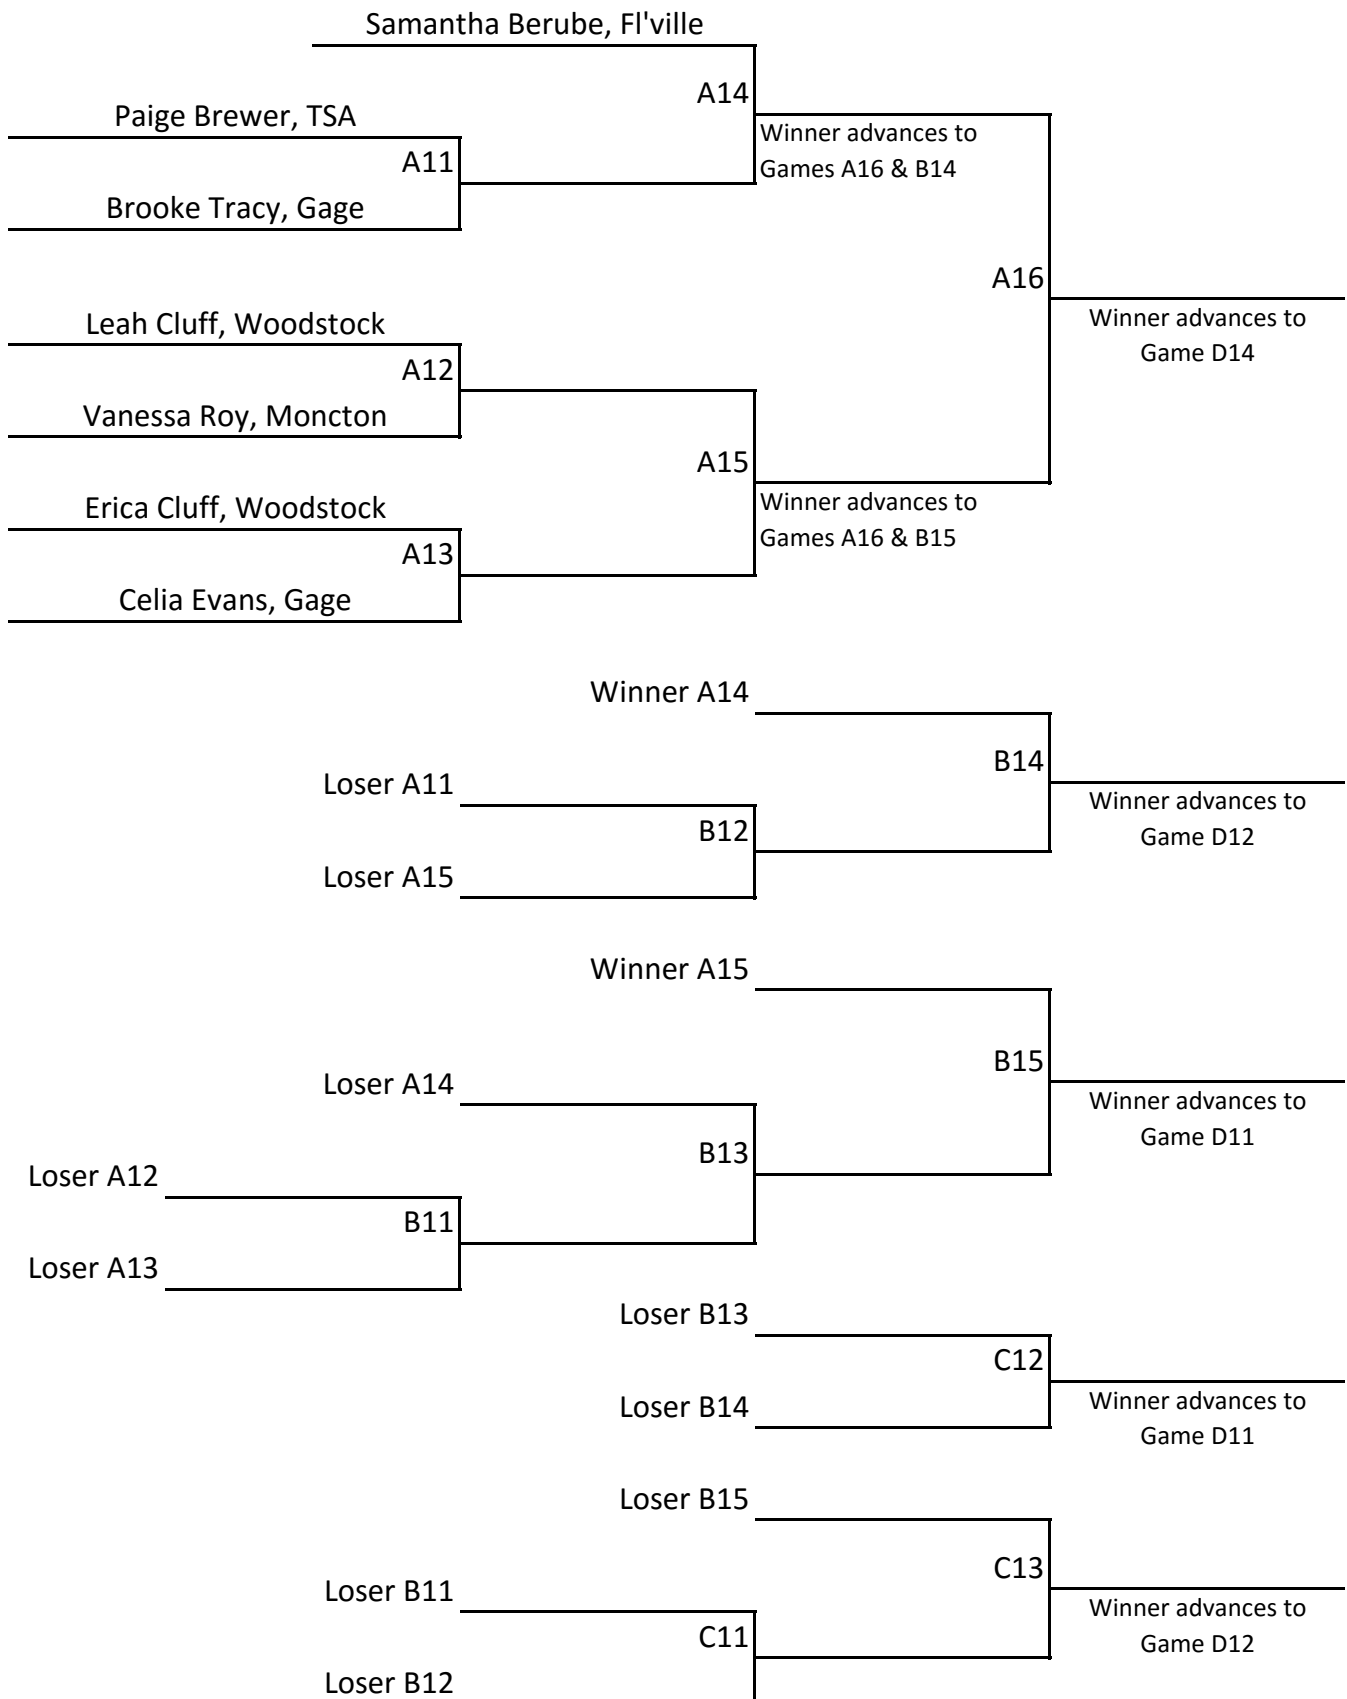 Samantha Berube, Fl'ville
A14
Paige Brewer, TSA
Winner advances to
Games A16 & B14
A11
Brooke Tracy, Gage
A16
Leah Cluff, Woodstock
Winner advances to
Game D14
A12
Vanessa Roy, Moncton
A15
Erica Cluff, Woodstock
Winner advances to
Games A16 & B15
A13
Celia Evans, Gage
Winner A14
B14
Loser A11
Winner advances to
Game D12
B12
Loser A15
Winner A15
B15
Loser A14
Winner advances to
Game D11
B13
Loser A12
B11
Loser A13
Loser B13
C12
Loser B14
Winner advances to
Game D11
Loser B15
C13
Loser B11
Winner advances to
Game D12
C11
Loser B12